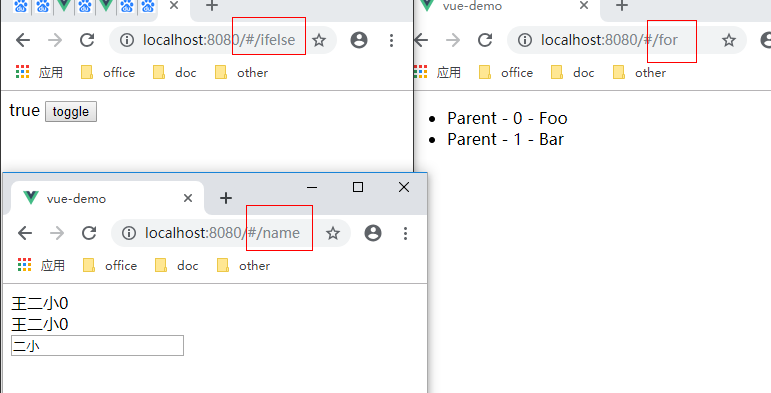 localhost:8080/#/ifelse
应用 office doc other
true toggle
vue-demo
localhost:8080/#/for
应用 office doc other
Parent - 0 - Foo
Parent - 1 - Bar
vue-demo
localhost:8080/#/name
应用 office doc other
王二小0
王二小0
二小